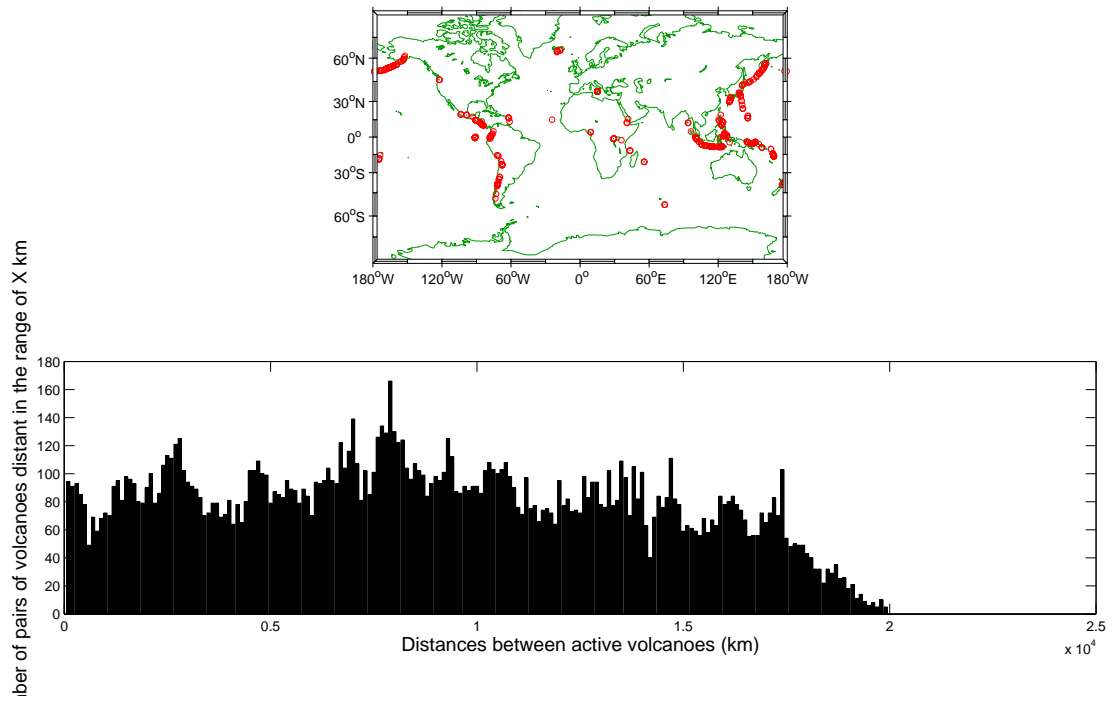 60°N
30°N
0°
30°S
60°S
180°W 120°W 60°W 0° 60°E 120°E 180°W
ber of pairs of volcanoes distant in the range of X km
180
160
140
120
100
80
60
40
20
0
0 0.5 1 1.5 2 2.5
x 10⁴
Distances between active volcanoes (km)